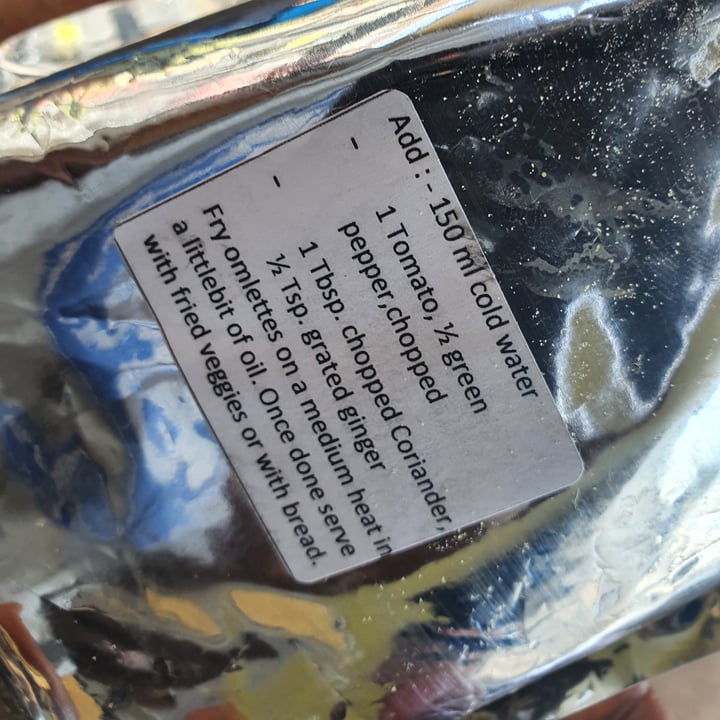 Add :- 150 ml cold water
- 1 Tomato, ½ green
pepper,chopped
- 1 Tbsp. chopped Coriander,
½ Tsp. grated ginger
Fry omlettes on a medium heat in
a littlebit of oil. Once done serve
with fried veggies or with bread.